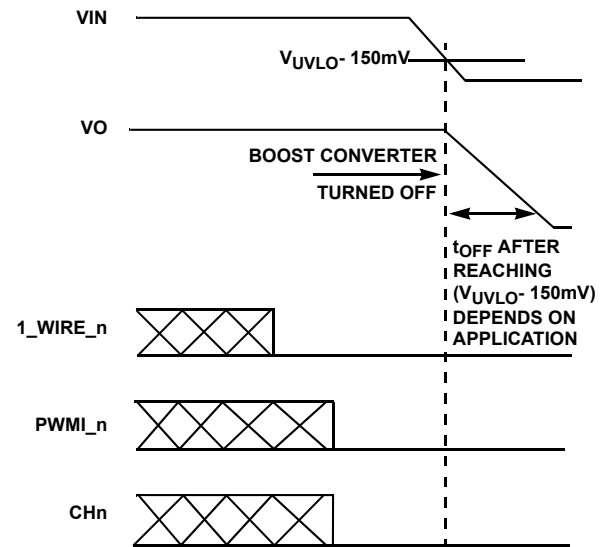 VIN
VUVLO- 150mV
VO
BOOST CONVERTER
TURNED OFF
tOFF AFTER
REACHING
(VUVLO- 150mV)
DEPENDS ON
APPLICATION
1_WIRE_n
PWMI_n
CHn